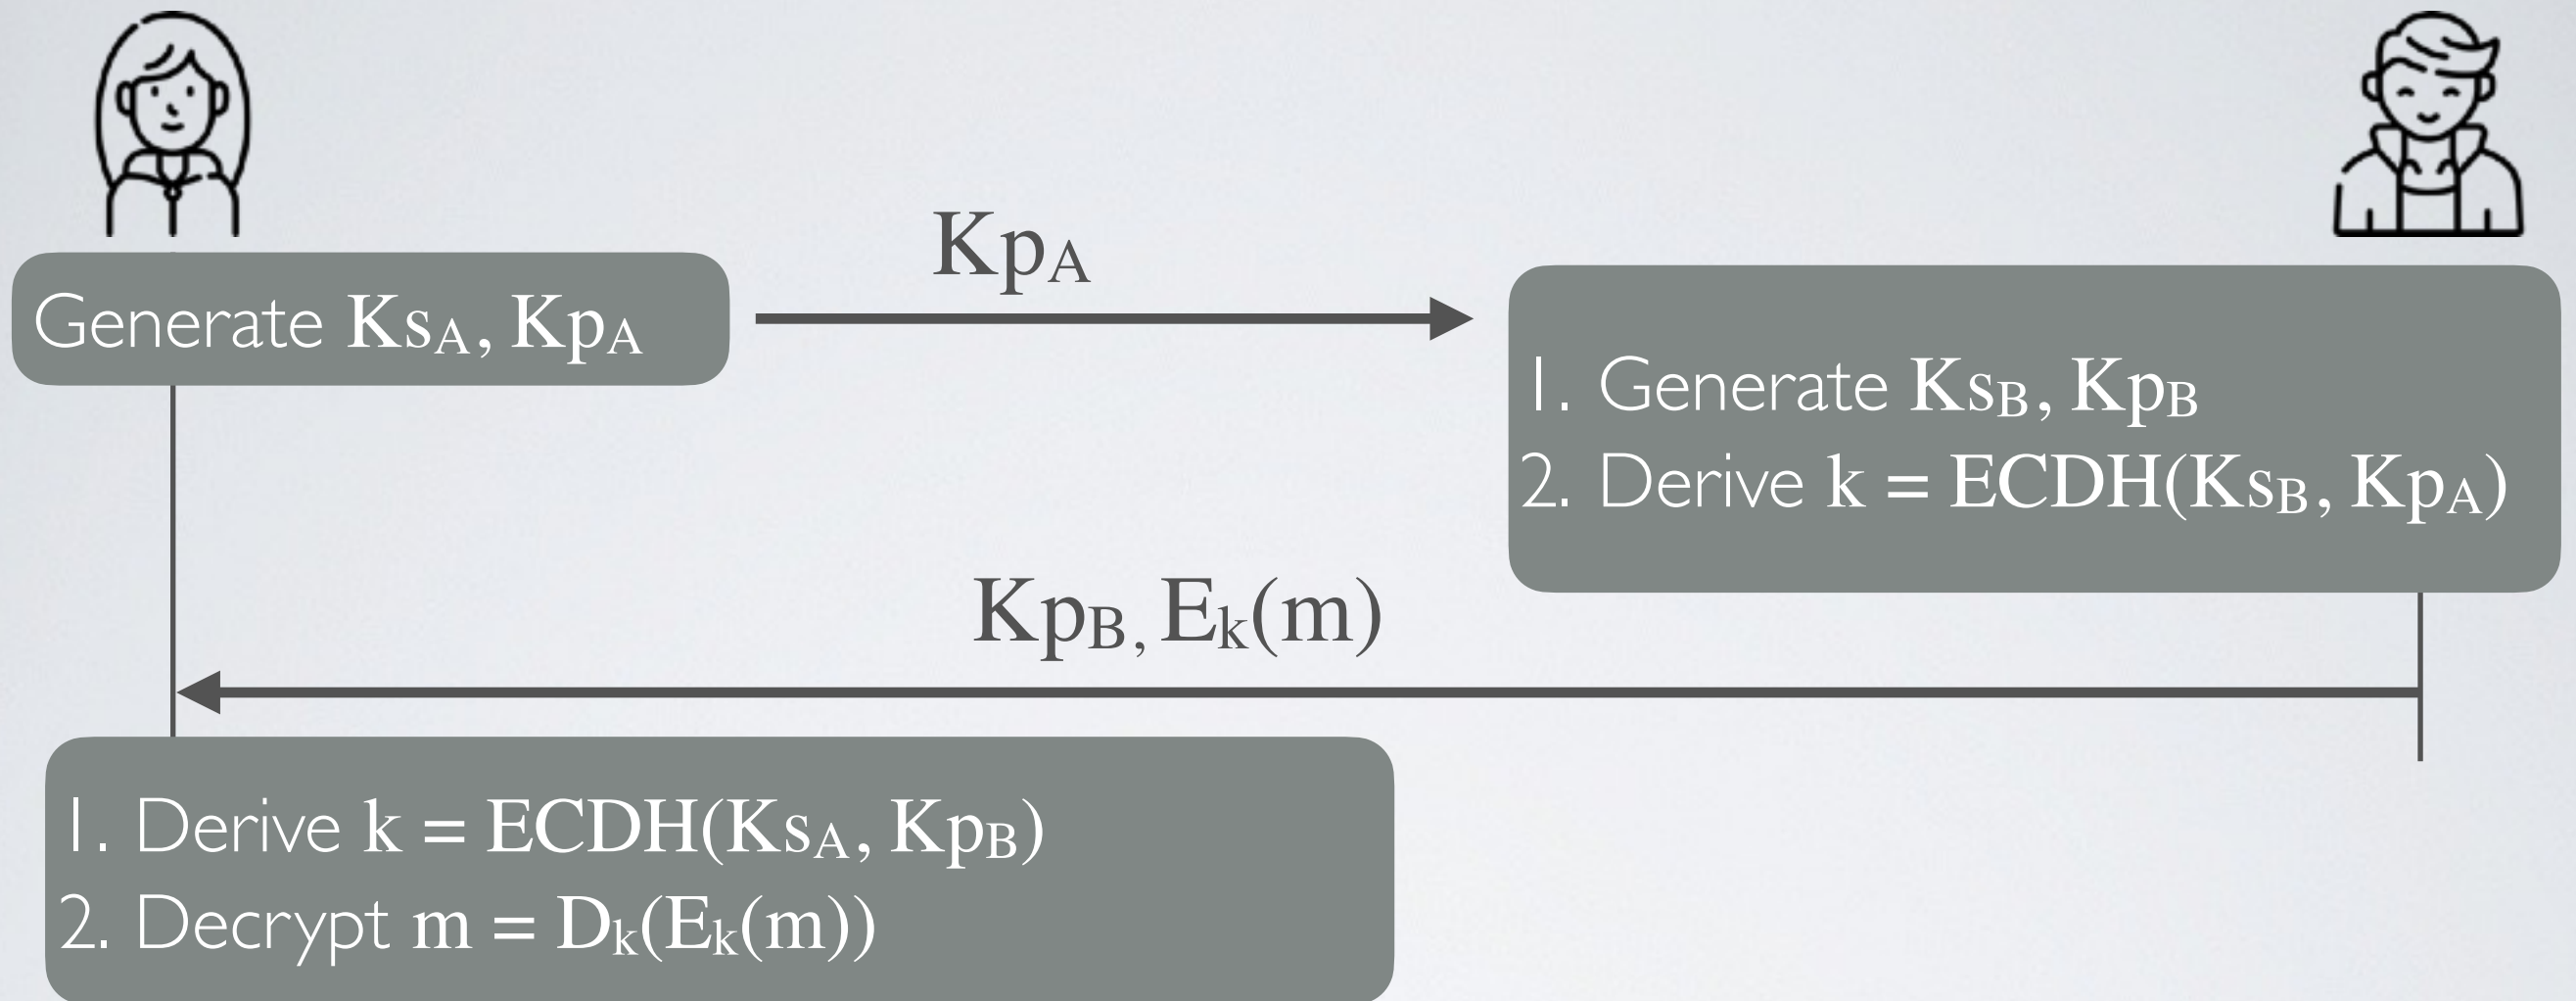 Generate KsA, KpA
KpA
1. Generate KsB, KpB
2. Derive k = ECDH(KsB, KpA)
KpB, Ek(m)
1. Derive k = ECDH(KsA, KpB)
2. Decrypt m = Dk(Ek(m))